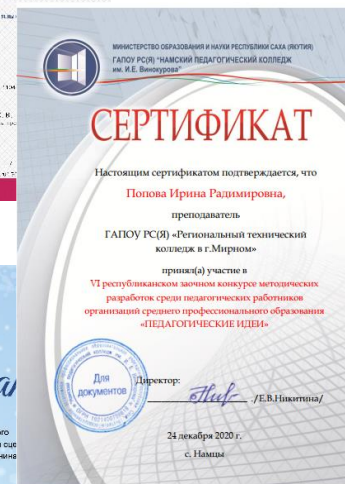 МИНИСТЕРСТВО ОБРАЗОВАНИЯ И НАУКИ РЕСПУБЛИКИ САХА (ЯКУТИЯ)
ГАПОУ РС(Я) "НАМСКИЙ ПЕДАГОГИЧЕСКИЙ КОЛЛЕДЖ
им. И.Е. Винокурова"
СЕРТИФИКАТ
Настоящим сертификатом подтверждается, что
Попова Ирина Радимировна,
преподаватель
ГАПОУ РС(Я) «Региональный технический
колледж в г.Мирном»
принял(а) участие в
VI республиканском заочном конкурсе методических
разработок среди педагогических работников
организаций среднего профессионального образования
«ПЕДАГОГИЧЕСКИЕ ИДЕИ»
Для
документов
Директор:
/Е.В.Никитина/
24 декабря 2020 г.
с. Намцы